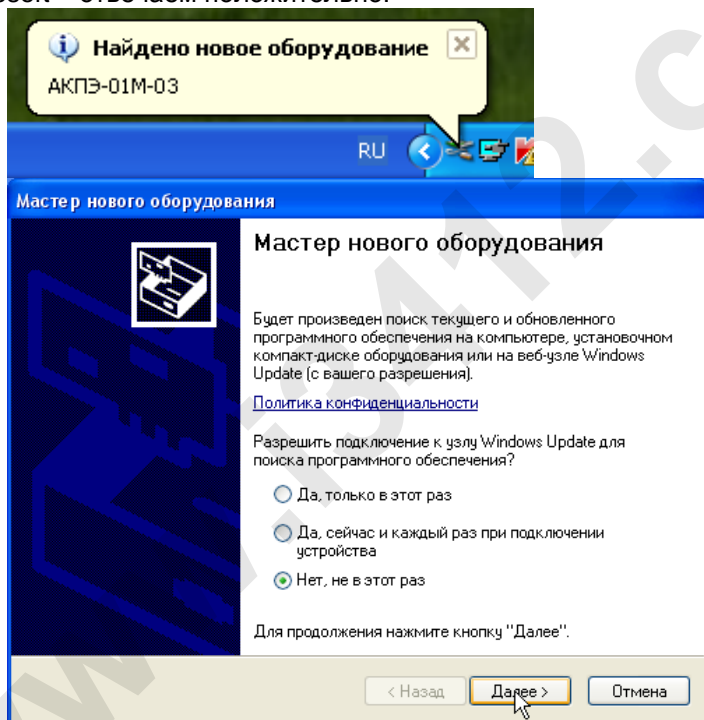 отвечаем положительно.
Найдено новое оборудование
АКПЭ-01М-03
RU
Мастер нового оборудования
Мастер нового оборудования
Будет произведен поиск текущего и обновленного
программного обеспечения на компьютере, установочном
компакт-диске оборудования или на веб-узле Windows
Update (с вашего разрешения).
Политика конфиденциальности
Разрешить подключение к узлу Windows Update для
поиска программного обеспечения?
Да, только в этот раз
Да, сейчас и каждый раз при подключении
устройства
Нет, не в этот раз
Для продолжения нажмите кнопку "Далее".
< Назад
Далее >
Отмена